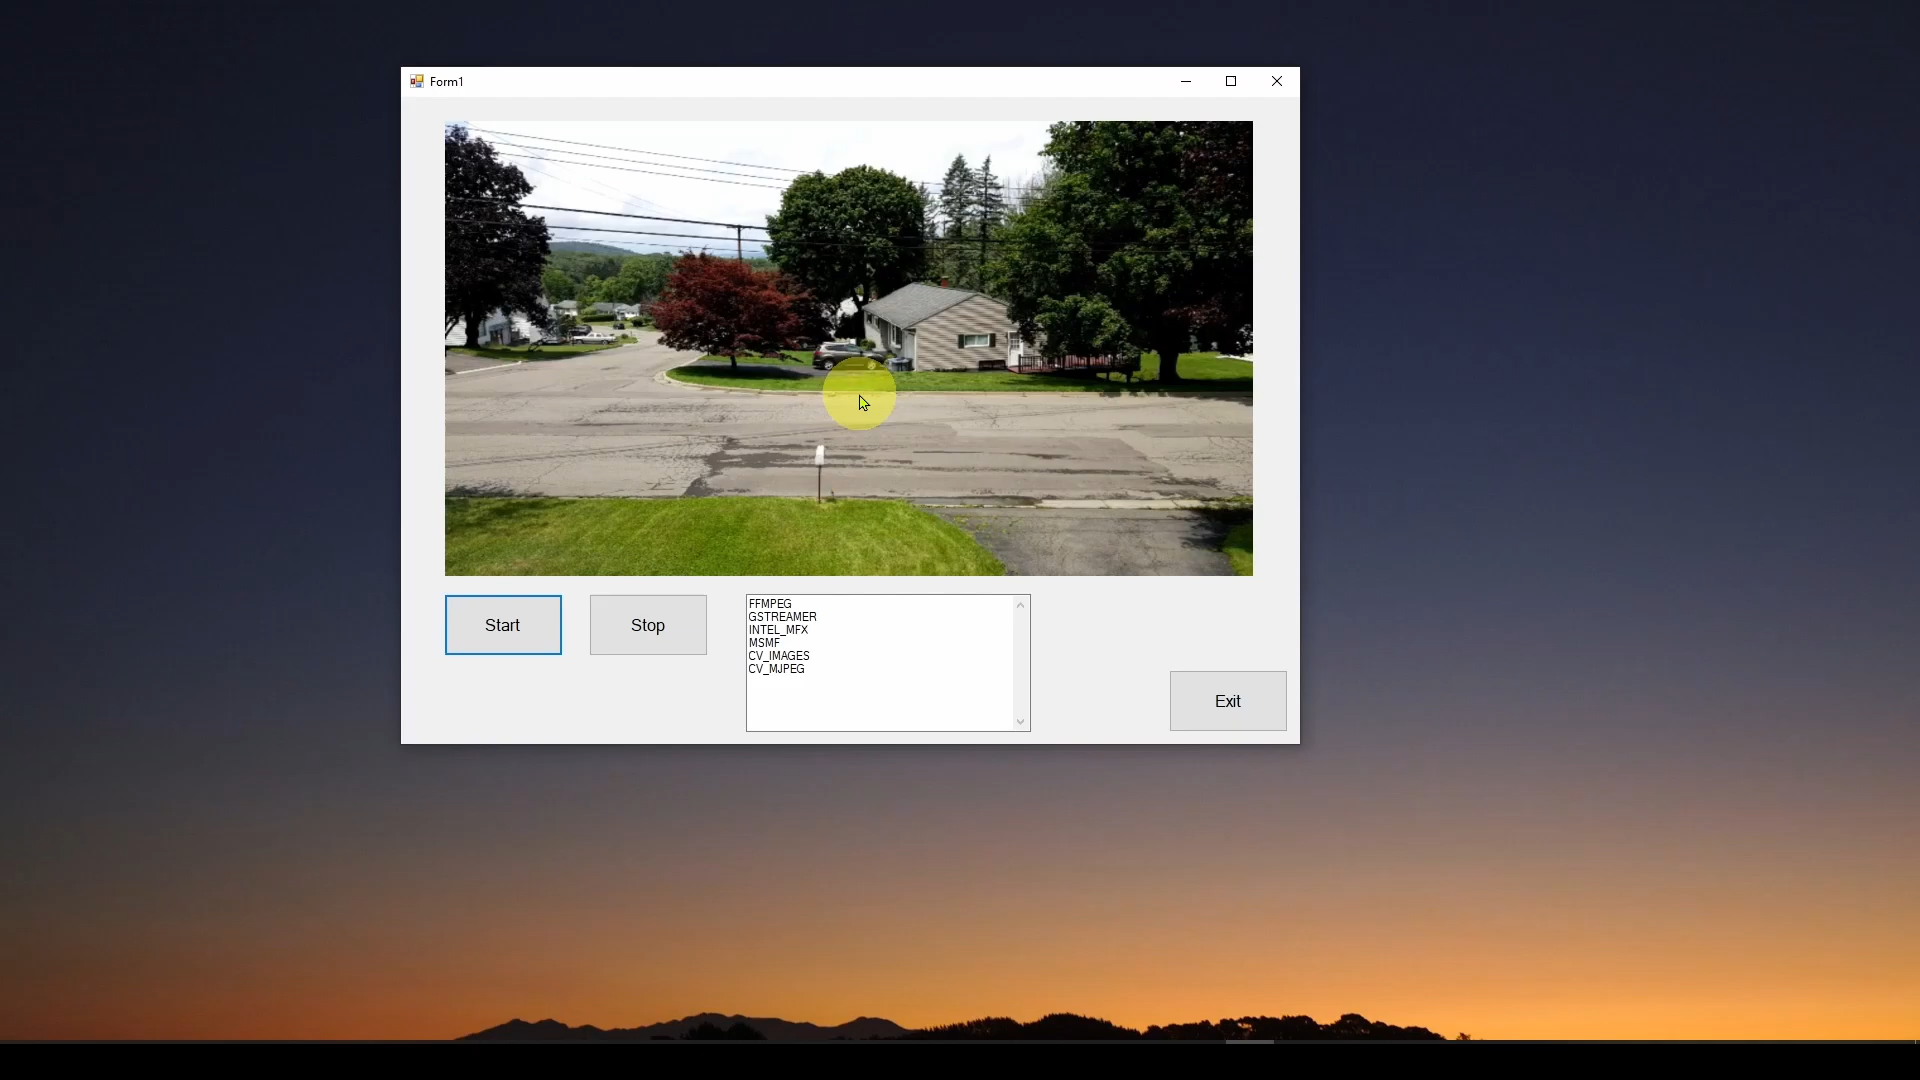 Form1
Start
Stop
FFMPEG
GSTREAMER
INTEL_MFX
MSMF
CV_IMAGES
CV_MJPEG
Exit